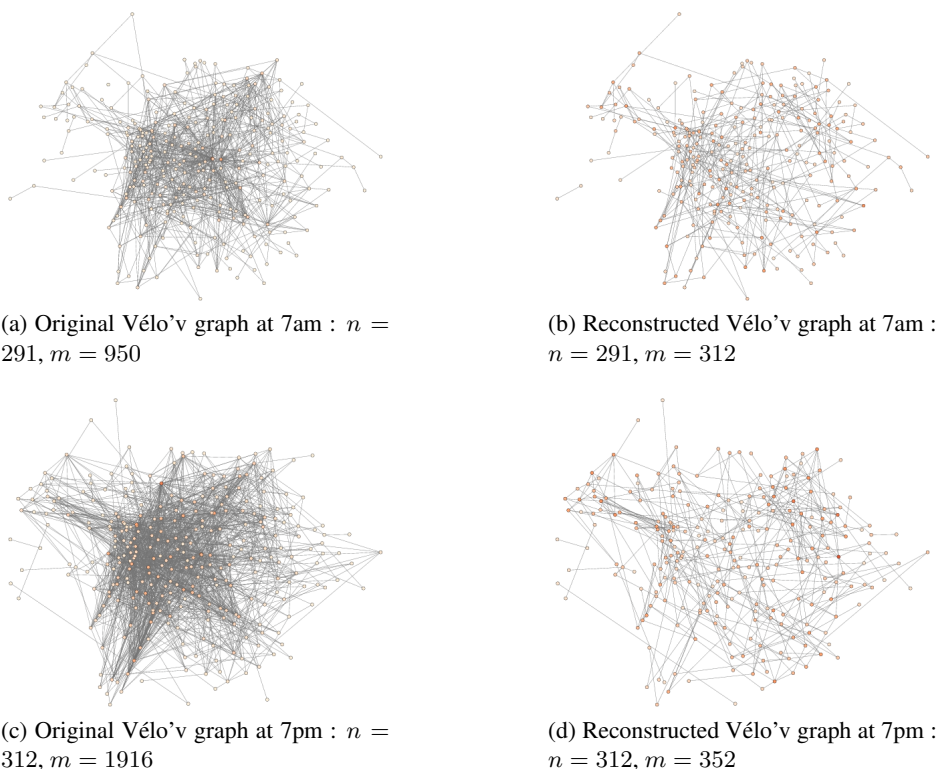 (a) Original Vélo'v graph at 7am : n =
291, m = 950
(b) Reconstructed Vélo'v graph at 7am :
n = 291, m = 312
(c) Original Vélo'v graph at 7pm : n =
312, m = 1916
(d) Reconstructed Vélo'v graph at 7pm :
n = 312, m = 352